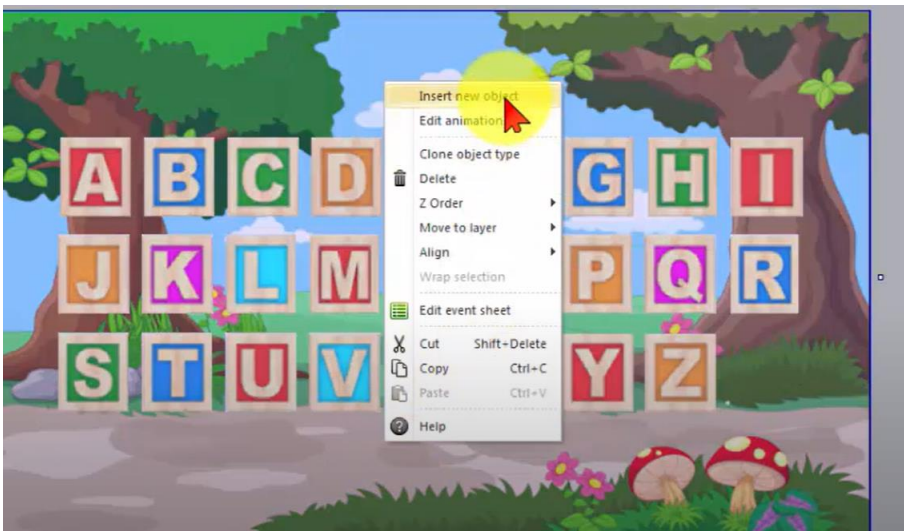 Insert new object
Edit animations
Clone object type
Delete
Z Order
Move to layer
Align
Wrap selection
Edit event sheet
Cut Shift+Delete
Copy Ctrl+C
Paste Ctrl+V
Help
A B C D G H I
J K L M P Q R
S T U V Y Z